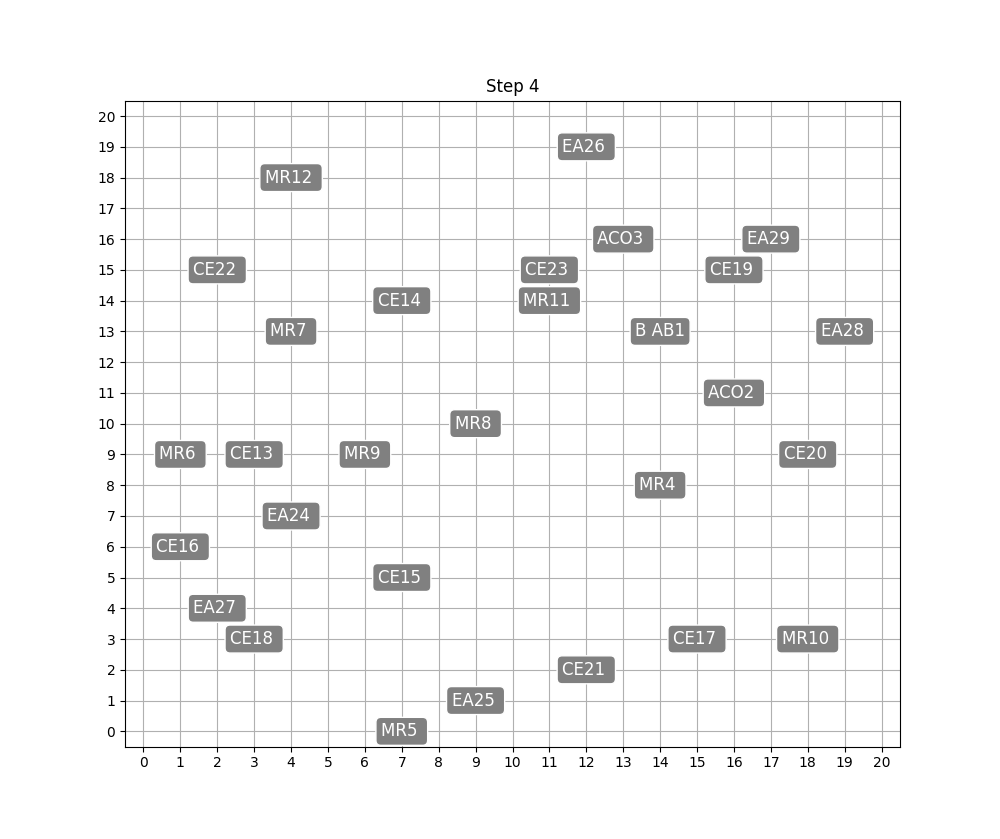 Step 4
20
19
EA26
18
MR12
17
16
ACO3 EA29
15
CE22 CE23 CE19
14
CE14 MR11
13
MR7 B AB1 EA28
12
11
ACO2
10
MR8
9
MR6 CE13 MR9 CE20
8
MR4
7
EA24
6
CE16
5
CE15
4
EA27
3
CE18 CE17 MR10
2
CE21
1
EA25
0
MR5
0 1 2 3 4 5 6 7 8 9 10 11 12 13 14 15 16 17 18 19 20